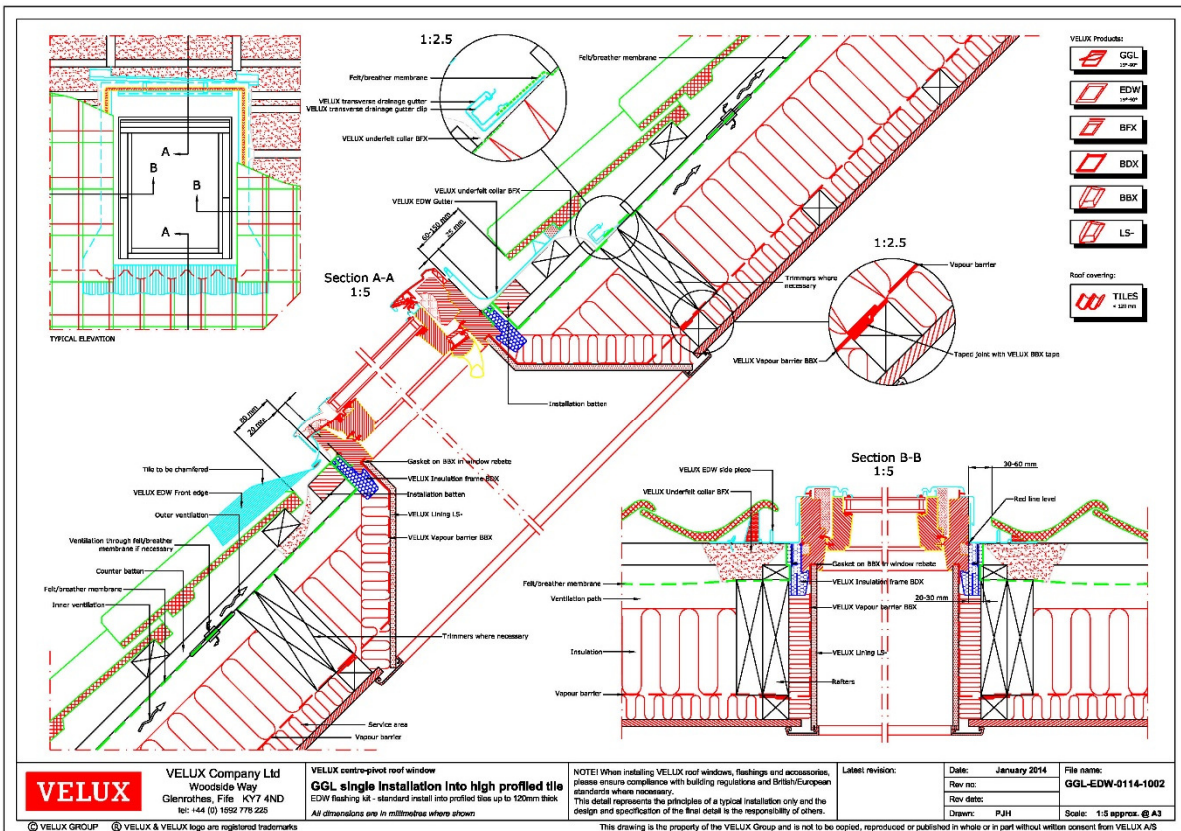 1:2.5
Felt/breather membrane
VELUX transverse drainage gutter
VELUX transverse drainage gutter clip
VELUX underfelt collar BFX
Felt/breather membrane
VELUX Products:
GGL
15°-90°
EDW
15°-90°
BFX
BDX
BBX
LS-
Roof covering:
TILES
< 120 mm
A
B
B
A
TYPICAL ELEVATION
VELUX underfelt collar BFX
VELUX EDW Gutter
60-150 mm
75 mm
Section A-A
1:5
1:2.5
Vapour barrier
Trimmers where
necessary
VELUX Vapour barrier BBX
Taped joint with VELUX BBX tape
Installation batten
80 mm
20 mm
Tile to be chamfered
VELUX EDW Front edge
Outer ventilation
Ventilation through felt/breather
membrane if necessary
Counter batten
Felt/breather membrane
Inner ventilation
Gasket on BBX in window rebate
VELUX Insulation frame BDX
Installation batten
VELUX Lining LS-
VELUX Vapour barrier BBX
Trimmers where necessary
Service area
Vapour barrier
Section B-B
1:5
VELUX EDW side piece
VELUX Underfelt collar BFX
30-60 mm
Red line level
Felt/breather membrane
Ventilation path
Insulation
Vapour barrier
Gasket on BBX in window rebate
VELUX Insulation frame BDX
20-30 mm
VELUX Vapour barrier BBX
VELUX Lining LS-
Rafters
VELUX
VELUX Company Ltd
Woodside Way
Glenrothes, Fife KY7 4ND
tel: +44 (0) 1592 778 225
VELUX centre-pivot roof window
GGL single installation into high profiled tile
EDW flashing kit - standard install into profiled tiles up to 120mm thick
All dimensions are in millimetres where shown
NOTE! When installing VELUX roof windows, flashings and accessories,
please ensure compliance with building regulations and British/European
standards where necessary.
This detail represents the principles of a typical installation only and the
design and specification of the final detail is the responsibility of others.
Latest revision:
Date: January 2014
Rev no:
Rev date:
Drawn: PJH
File name:
GGL-EDW-0114-1002
Scale: 1:5 approx. @ A3
© VELUX GROUP ® VELUX & VELUX logo are registered trademarks
This drawing is the property of the VELUX Group and is not to be copied, reproduced or published in whole or in part without written consent from VELUX A/S